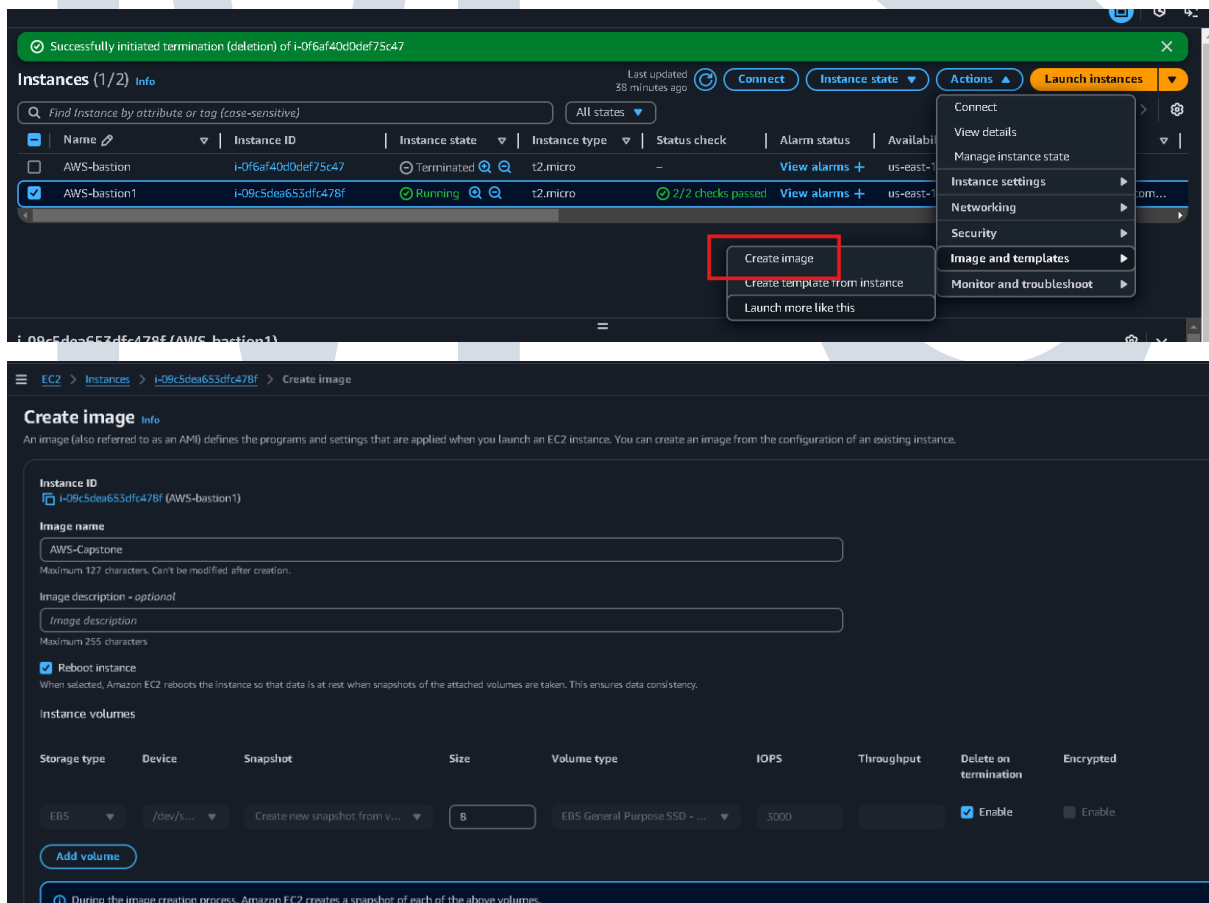 Successfully initiated termination (deletion) of i-0f6af40d0def75c47
Instances (1/2) Info
Last updated
38 minutes ago
Connect
Instance state
Actions
Launch instances
Find Instance by attribute or tag (case-sensitive)
All states
Name
Instance ID
Instance state
Instance type
Status check
Alarm status
Availabil
AWS-bastion
i-0f6af40d0def75c47
Terminated
t2.micro
–
View alarms +
us-east-1
AWS-bastion1
i-09c5dea653dfc478f
Running
t2.micro
2/2 checks passed
View alarms +
us-east-1
com...
Connect
View details
Manage instance state
Instance settings
Networking
Security
Image and templates
Monitor and troubleshoot
Create image
Create template from instance
Launch more like this
i-09c5dea653dfc478f (AWS-bastion1)
EC2 > Instances > i-09c5dea653dfc478f > Create image
Create image Info
An image (also referred to as an AMI) defines the programs and settings that are applied when you launch an EC2 instance. You can create an image from the configuration of an existing instance.
Instance ID
i-09c5dea653dfc478f (AWS-bastion1)
Image name
AWS-Capstone
Maximum 127 characters. Can't be modified after creation.
Image description - optional
Image description
Maximum 255 characters
Reboot instance
When selected, Amazon EC2 reboots the instance so that data is at rest when snapshots of the attached volumes are taken. This ensures data consistency.
Instance volumes
Storage type
Device
Snapshot
Size
Volume type
IOPS
Throughput
Delete on
termination
Encrypted
EBS
/dev/s...
Create new snapshot from v...
8
EBS General Purpose SSD - ...
3000
Enable
Enable
Add volume
During the image creation process, Amazon EC2 creates a snapshot of each of the above volumes.